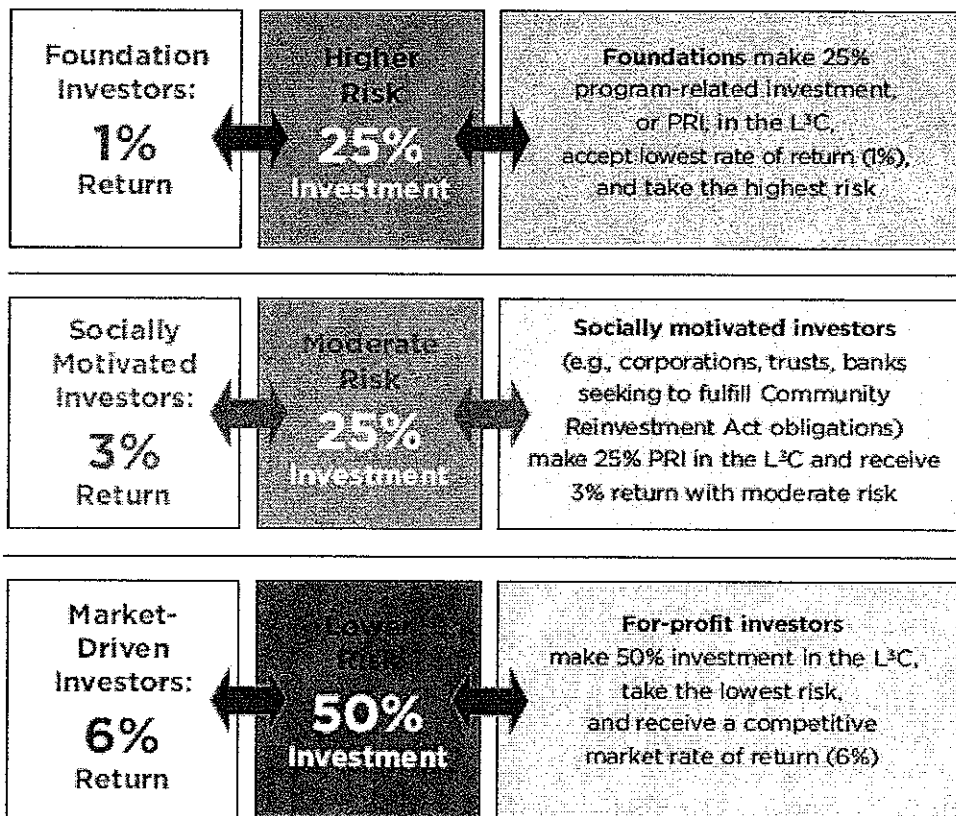 Foundation
Investors:
1%
Return
Higher
Risk
25%
Investment
Foundations make 25%
program-related investment,
or PRI, in the L³C,
accept lowest rate of return (1%),
and take the highest risk
Socially
Motivated
Investors:
3%
Return
Moderate
Risk
25%
Investment
Socially motivated investors
(e.g., corporations, trusts, banks
seeking to fulfill Community
Reinvestment Act obligations)
make 25% PRI in the L³C and receive
3% return with moderate risk
Market-
Driven
Investors:
6%
Return
Lower
Risk
50%
Investment
For-profit investors
make 50% investment in the L³C,
take the lowest risk,
and receive a competitive
market rate of return (6%)